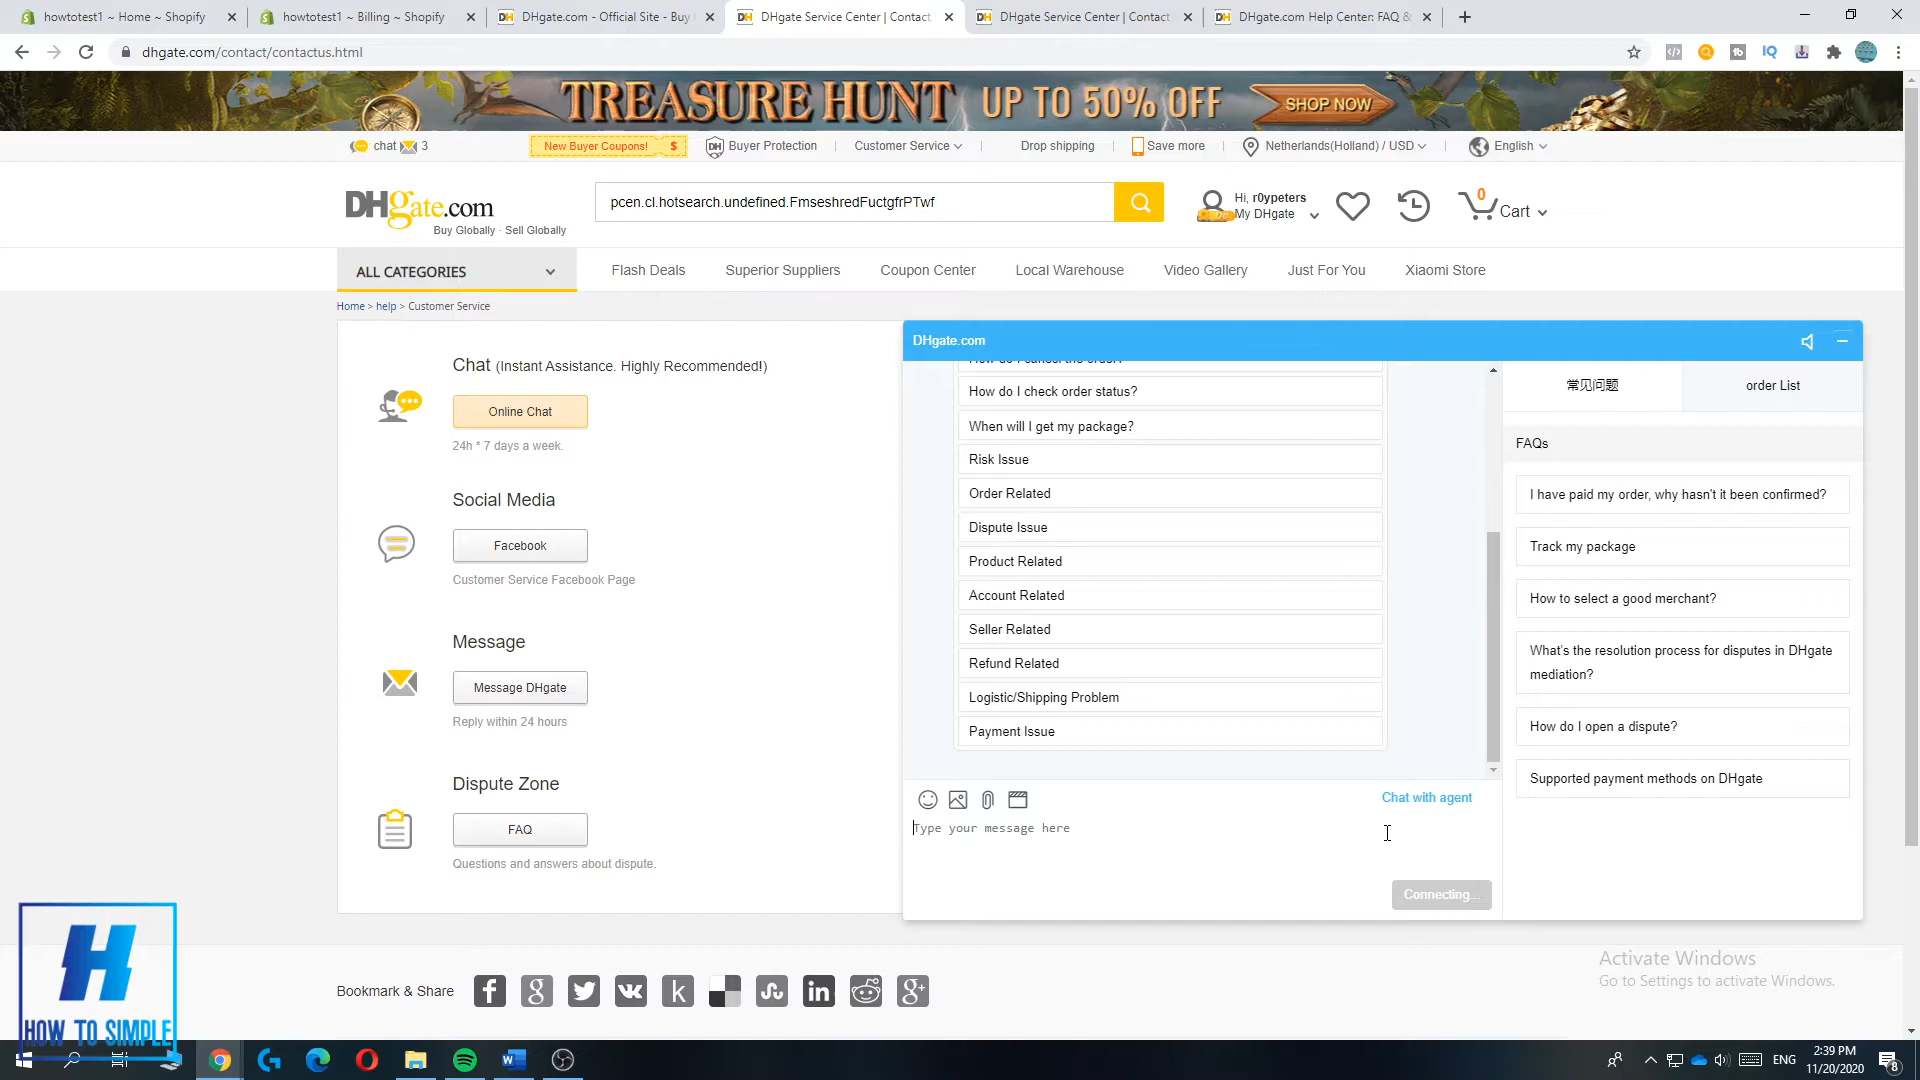 howtotest1 ~ Home ~ Shopify
howtotest1 ~ Billing ~ Shopify
DHgate.com - Official Site - Buy
DHgate Service Center | Contact
DHgate Service Center | Contact
DHgate.com Help Center: FAQ &
dhgate.com/contact/contactus.html
TREASURE HUNT UP TO 50% OFF SHOP NOW
chat 3
New Buyer Coupons! $
Buyer Protection
Customer Service
Drop shipping
Save more
Netherlands(Holland) / USD
English
DHgate.com
Buy Globally · Sell Globally
pcen.cl.hotsearch.undefined.FmseshredFuctgfrPTwf
Hi, r0ypeters
My DHgate
0
Cart
ALL CATEGORIES
Flash Deals
Superior Suppliers
Coupon Center
Local Warehouse
Video Gallery
Just For You
Xiaomi Store
Home > help > Customer Service
Chat (Instant Assistance. Highly Recommended!)
Online Chat
24h * 7 days a week.
Social Media
Facebook
Customer Service Facebook Page
Message
Message DHgate
Reply within 24 hours
Dispute Zone
FAQ
Questions and answers about dispute.
DHgate.com
How do I cancel the order?
How do I check order status?
When will I get my package?
Risk Issue
Order Related
Dispute Issue
Product Related
Account Related
Seller Related
Refund Related
Logistic/Shipping Problem
Payment Issue
Chat with agent
Type your message here
Connecting...
常见问题
order List
FAQs
I have paid my order, why hasn't it been confirmed?
Track my package
How to select a good merchant?
What's the resolution process for disputes in DHgate
mediation?
How do I open a dispute?
Supported payment methods on DHgate
Bookmark & Share
Activate Windows
Go to Settings to activate Windows.
H
HOW TO SIMPLE
ENG
2:39 PM
11/20/2020
8